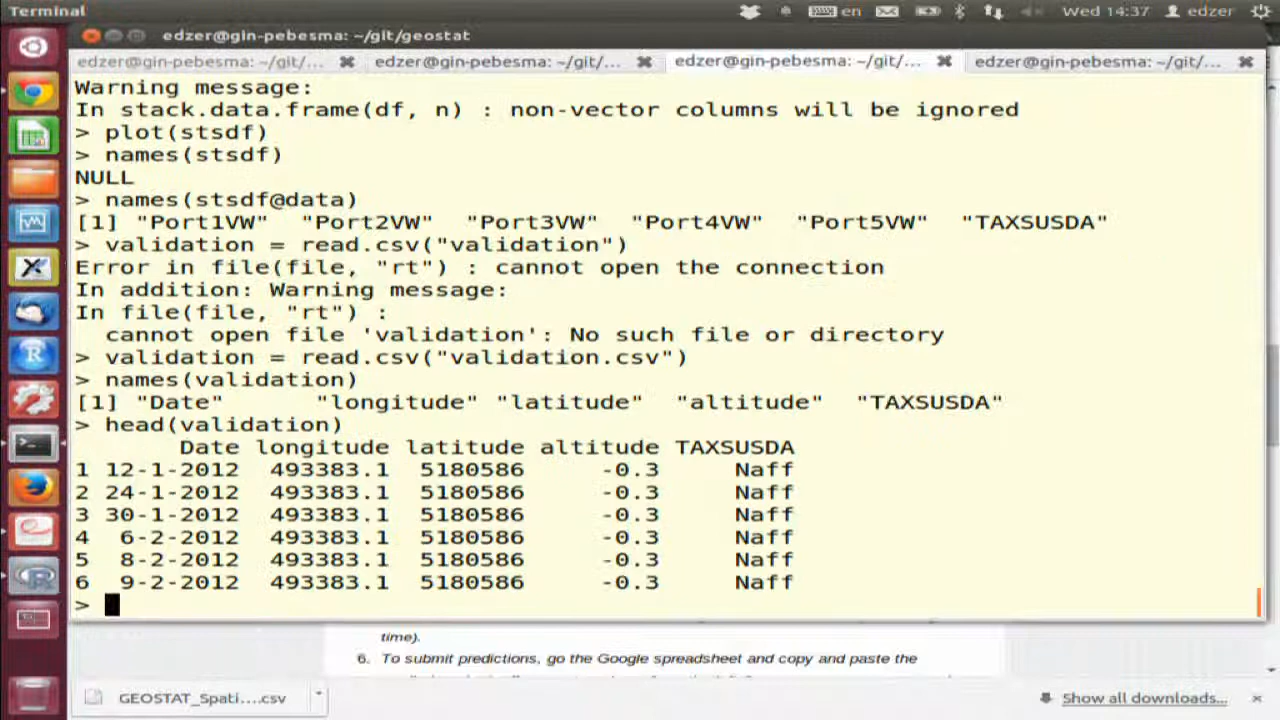 Terminal
en
Wed 14:37
edzer
edzer@gin-pebesma: ~/git/geostat
edzer@gin-pebesma: ~/git/...
edzer@gin-pebesma: ~/git/...
edzer@gin-pebesma: ~/git/...
edzer@gin-pebesma: ~/git/...
Warning message:
In stack.data.frame(df, n) : non-vector columns will be ignored
> plot(stsdf)
> names(stsdf)
NULL
> names(stsdf@data)
[1] "Port1VW" "Port2VW" "Port3VW" "Port4VW" "Port5VW" "TAXSUSDA"
> validation = read.csv("validation")
Error in file(file, "rt") : cannot open the connection
In addition: Warning message:
In file(file, "rt") :
cannot open file 'validation': No such file or directory
> validation = read.csv("validation.csv")
> names(validation)
[1] "Date" "longitude" "latitude" "altitude" "TAXSUSDA"
> head(validation)
Date longitude latitude altitude TAXSUSDA
1 12-1-2012 493383.1 5180586 -0.3 Naff
2 24-1-2012 493383.1 5180586 -0.3 Naff
3 30-1-2012 493383.1 5180586 -0.3 Naff
4 6-2-2012 493383.1 5180586 -0.3 Naff
5 8-2-2012 493383.1 5180586 -0.3 Naff
6 9-2-2012 493383.1 5180586 -0.3 Naff
>
time).
6. To submit predictions, go the Google spreadsheet and copy and paste the
GEOSTAT_Spati....csv
Show all downloads...